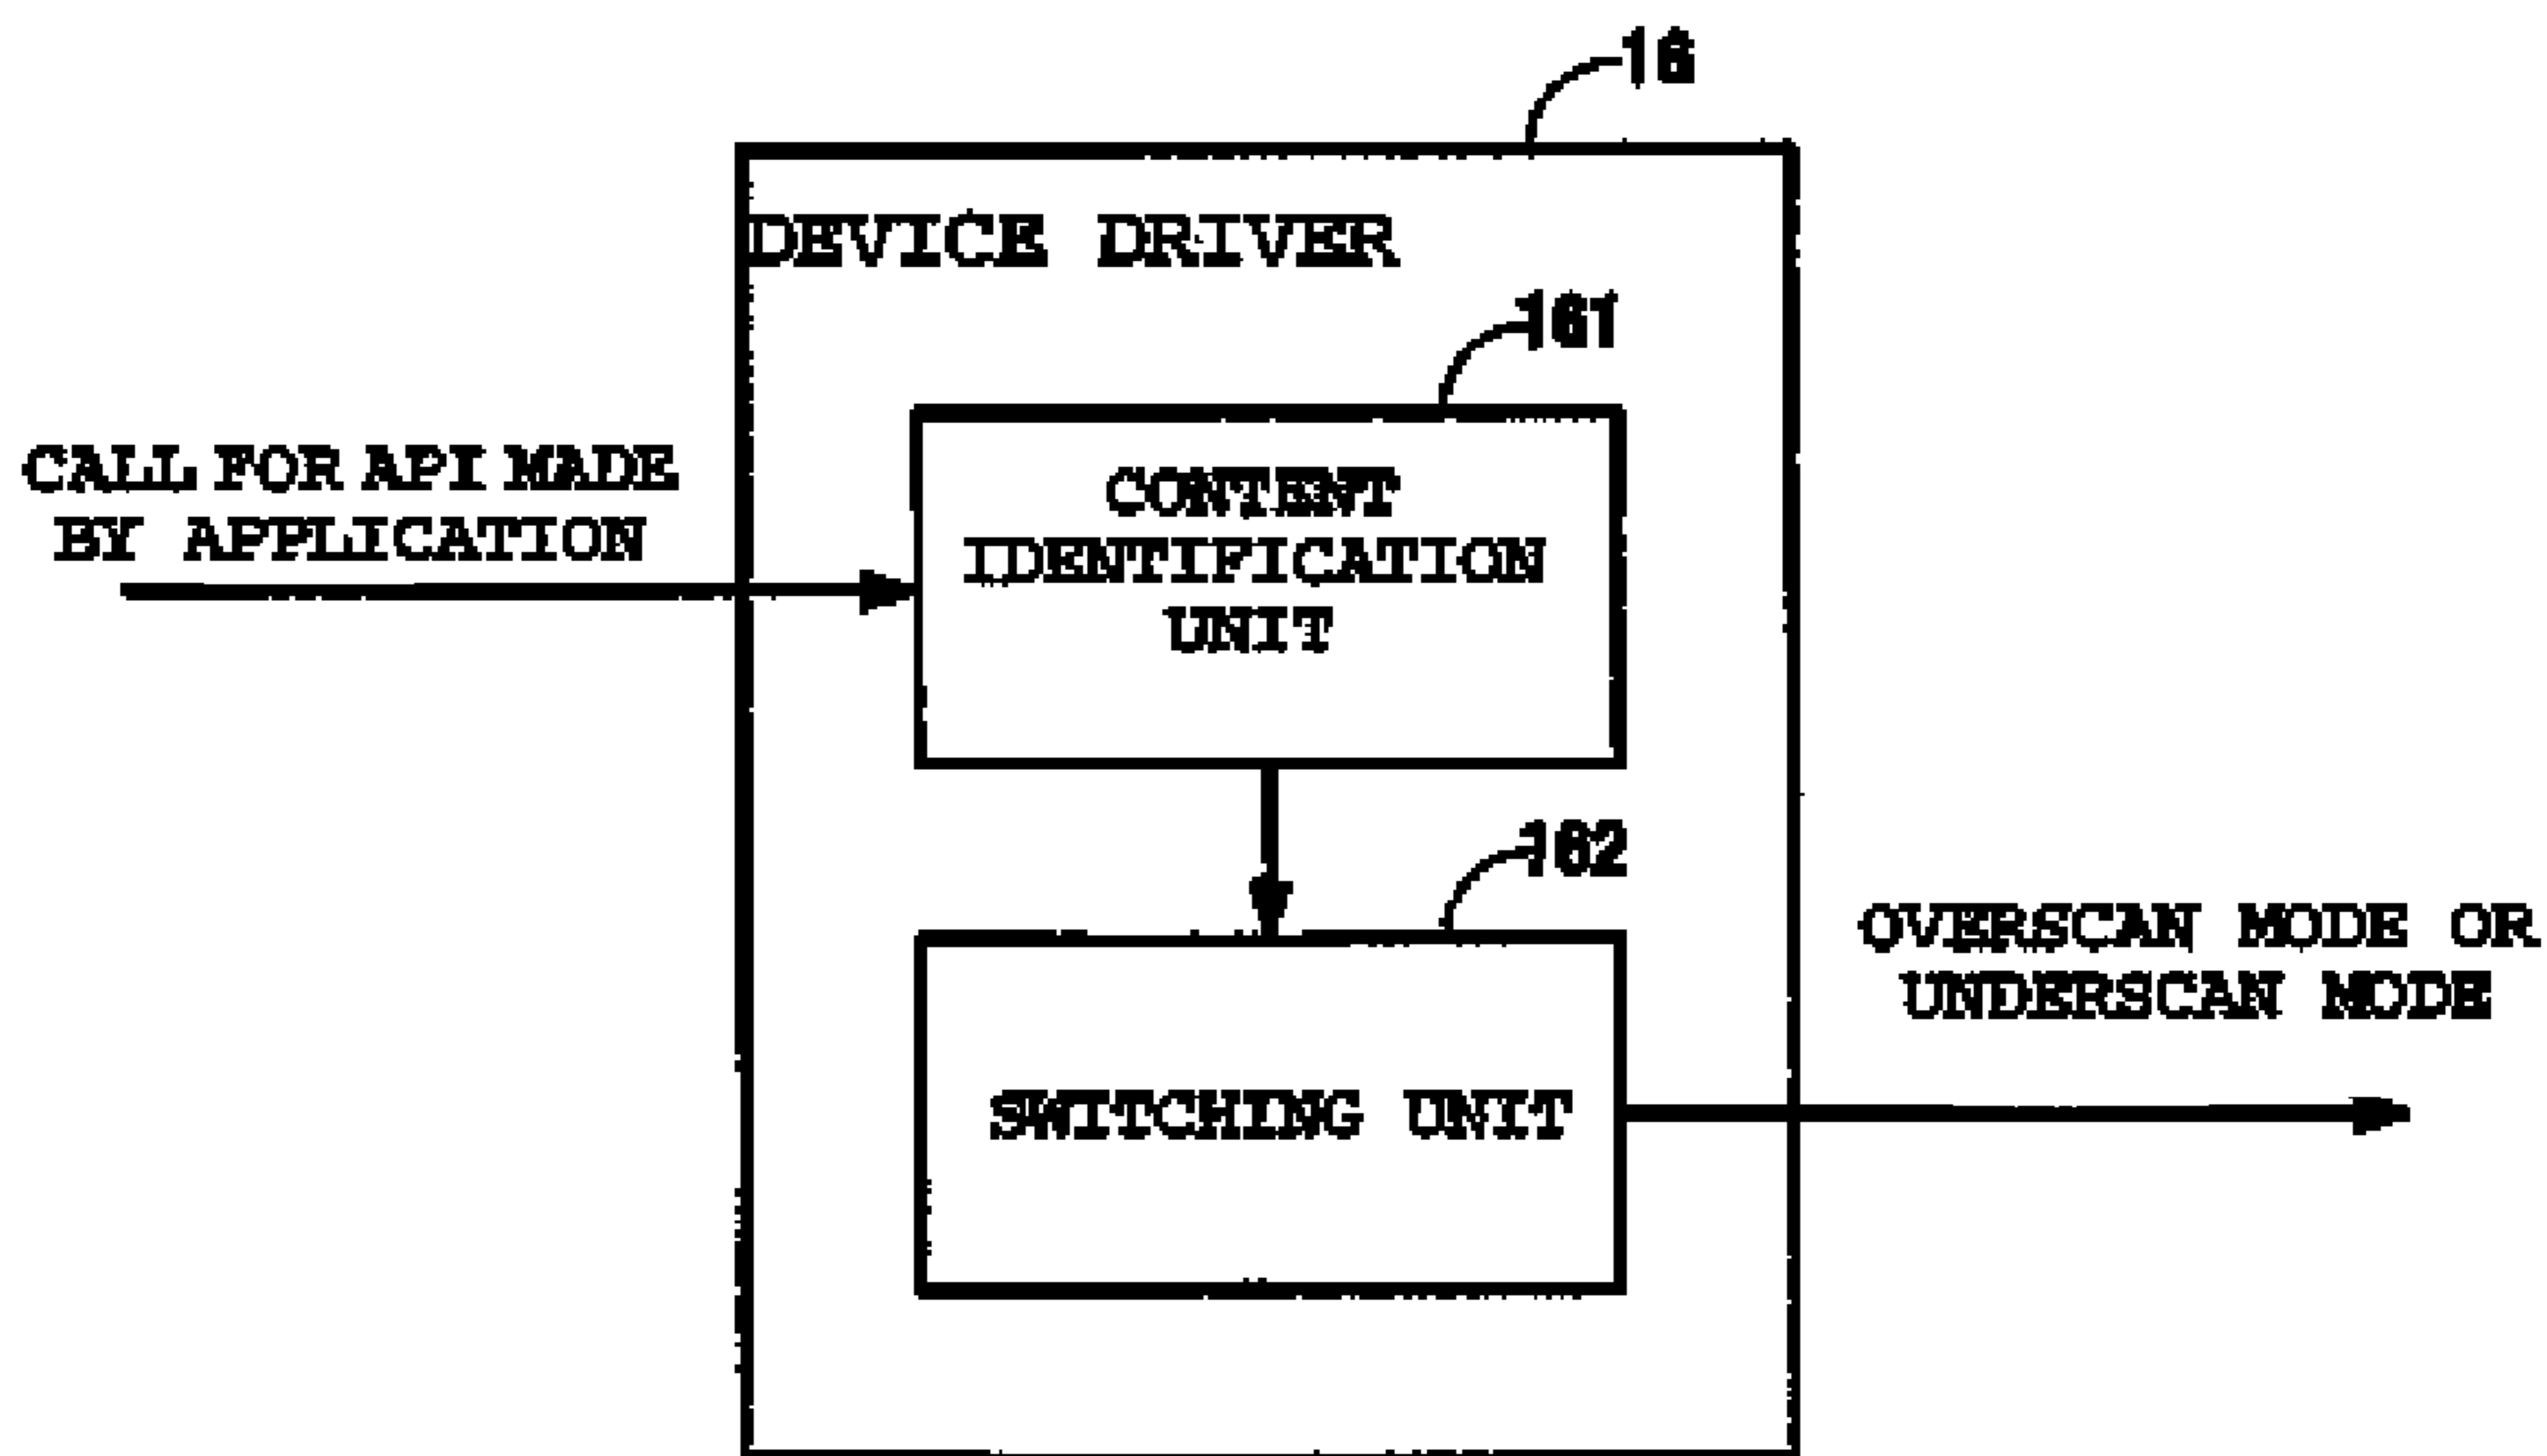 16
DEVICE DRIVER
161
CALL FOR API MADE
BY APPLICATION
CONTENT
IDENTIFICATION
UNIT
162
OVERSCAN MODE OR
UNDERSCAN MODE
SWITCHING UNIT